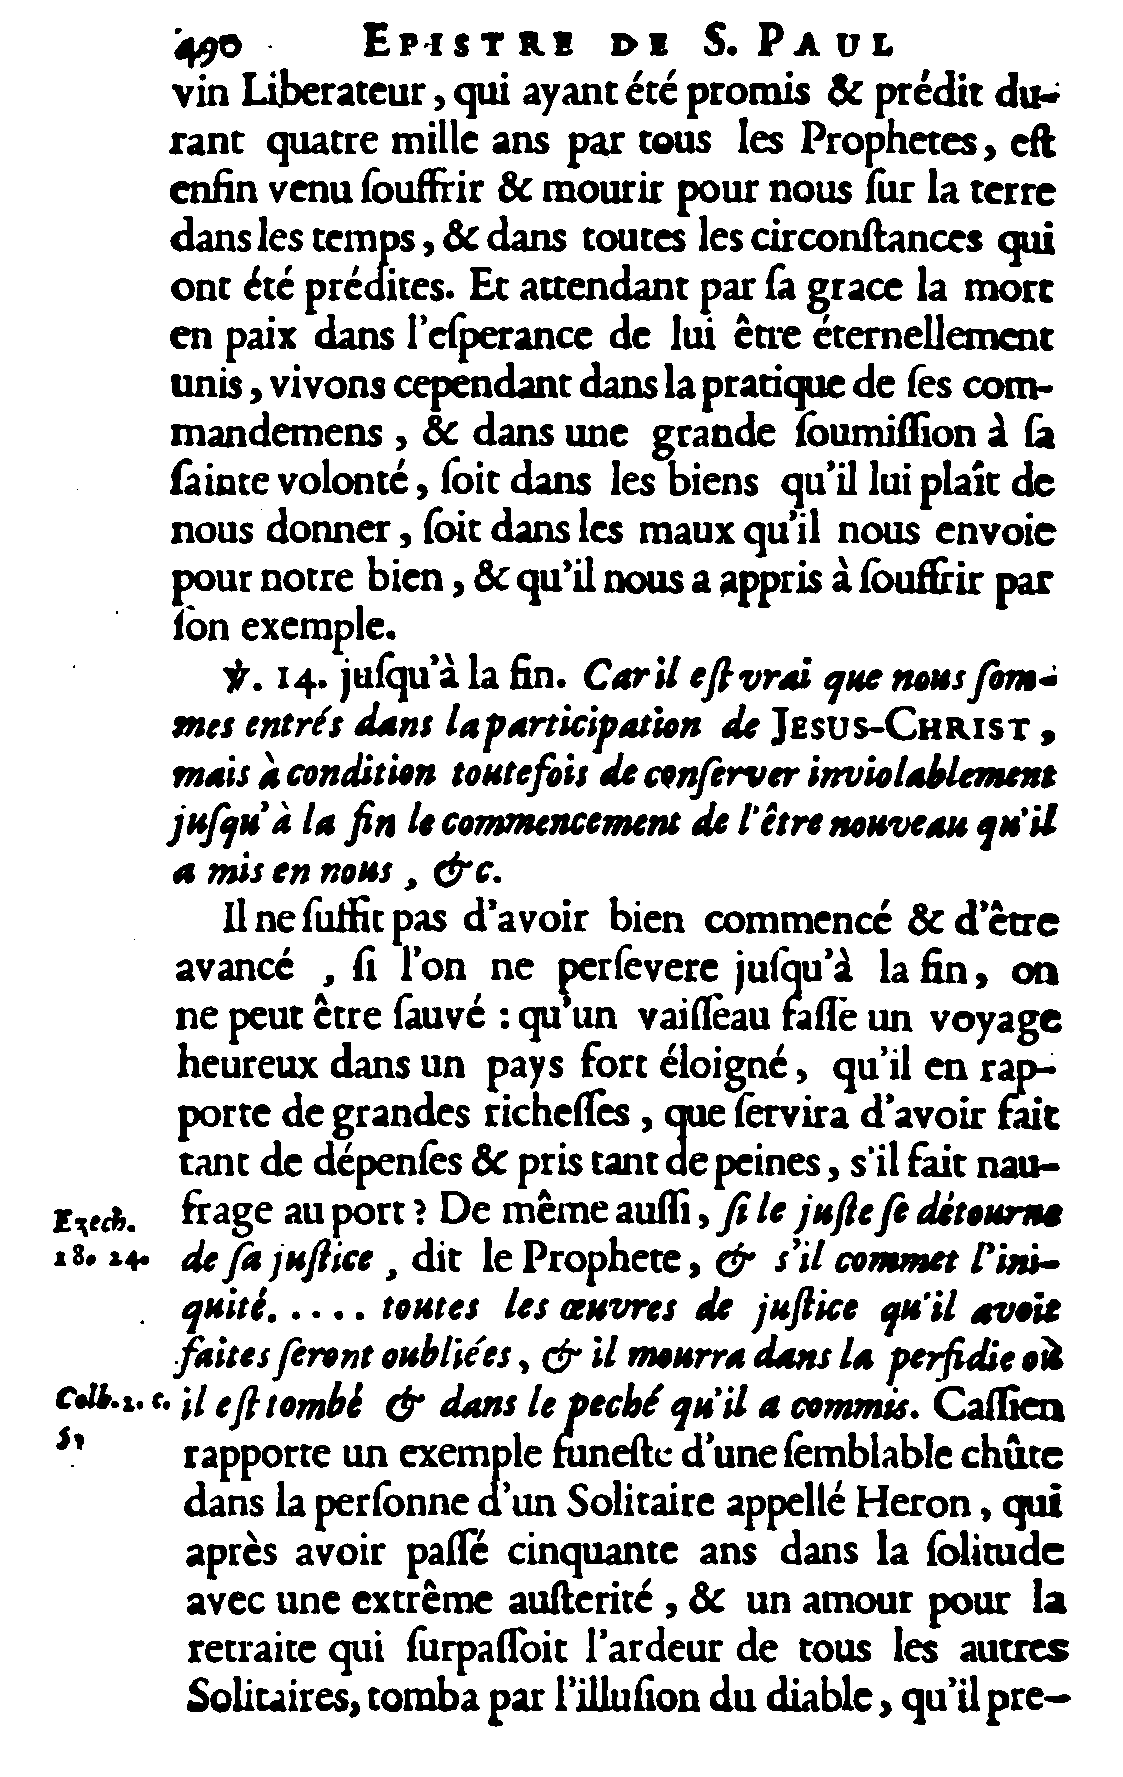 490 EPISTRE DE S. PAUL
vin Liberateur, qui ayant été promis & prédit du-
rant quatre mille ans par tous les Prophetes, eſt
enfin venu ſouffrir & mourir pour nous ſur la terre
dans les temps, & dans toutes les circonſtances qui
ont été prédites. Et attendant par ſa grace la mort
en paix dans l'eſperance de lui être éternellement
unis, vivons cependant dans la pratique de ſes com-
mandemens, & dans une grande ſoumiſſion à ſa
ſainte volonté, ſoit dans les biens qu'il lui plaît de
nous donner, ſoit dans les maux qu'il nous envoie
pour notre bien, & qu'il nous a appris à ſouffrir par
ſon exemple.
℣. 14. juſqu'à la fin. Car il eſt vrai que nous ſom-
mes entrés dans la participation de JESUS-CHRIST,
mais à condition toutefois de conſerver inviolablement
juſqu'à la fin le commencement de l'être nouveau qu'il
a mis en nous, &c.
Il ne ſuffit pas d'avoir bien commencé & d'être
avancé, ſi l'on ne perſevere juſqu'à la fin, on
ne peut être ſauvé : qu'un vaiſſeau faſſe un voyage
heureux dans un pays fort éloigné, qu'il en rap-
porte de grandes richeſſes, que ſervira d'avoir fait
tant de dépenſes & pris tant de peines, s'il fait nau-
frage au port ? De même auſſi, ſi le juſte ſe détourne
Ezech.
18. 24.
de ſa juſtice, dit le Prophete, & s'il commet l'ini-
quité. .... toutes les œuvres de juſtice qu'il avoit
faites ſeront oubliées, & il mourra dans la perfidie où
Coll. 2. c.
5.
il eſt tombé & dans le peché qu'il a commis. Caſſien
rapporte un exemple funeſte d'une ſemblable chûte
dans la perſonne d'un Solitaire appellé Heron, qui
après avoir paſſé cinquante ans dans la ſolitude
avec une extrême auſterité, & un amour pour la
retraite qui ſurpaſſoit l'ardeur de tous les autres
Solitaires, tomba par l'illuſion du diable, qu'il pre-